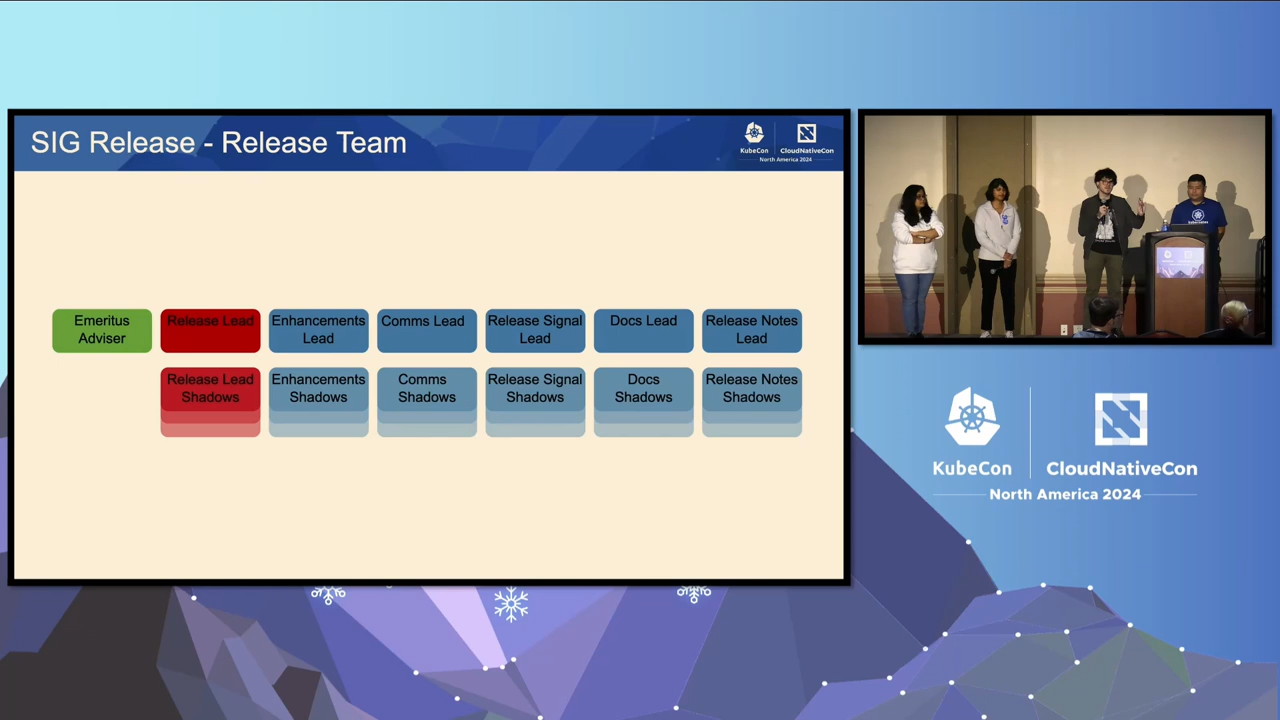 SIG Release - Release Team
KubeCon
CloudNativeCon
North America 2024
Emeritus
Adviser
Release Lead
Enhancements
Lead
Comms Lead
Release Signal
Lead
Docs Lead
Release Notes
Lead
Release Lead
Shadows
Enhancements
Shadows
Comms
Shadows
Release Signal
Shadows
Docs
Shadows
Release Notes
Shadows
kubernetes
KubeCon
CloudNativeCon
North America 2024